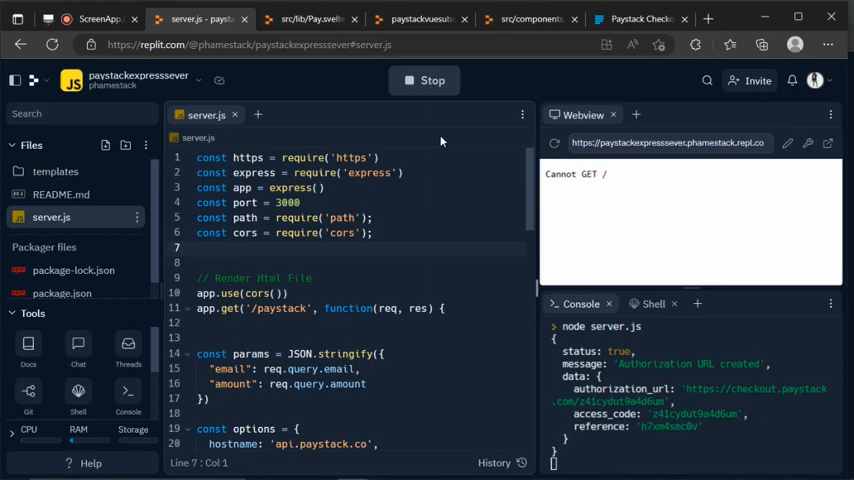 ScreenApp.
server.js - paysta
src/lib/Pay.svelte
paystackvuesuba
src/components.
Paystack Checko
https://replit.com/@phamestack/paystackexpresssever#server.js
paystackexpresssever
phamestack
Stop
Invite
Search
Files
templates
README.md
server.js
Packager files
package-lock.json
package.json
Tools
Docs
Chat
Threads
Git
Shell
Console
CPU
RAM
Storage
Help
server.js
server.js
1 const https = require('https')
2 const express = require('express')
3 const app = express()
4 const port = 3000
5 const path = require('path');
6 const cors = require('cors');
7
8
9 // Render Html File
10 app.use(cors())
11 app.get('/paystack', function(req, res) {
12
13
14 const params = JSON.stringify({
15 "email": req.query.email,
16 "amount": req.query.amount
17 })
18
19 const options = {
20 hostname: 'api.paystack.co',
Line 7 : Col 1
History
Webview
https://paystackexpresssever.phamestack.repl.co
Cannot GET /
Console
Shell
> node server.js
{
status: true,
message: 'Authorization URL created',
data: {
authorization_url: 'https://checkout.paystack
.com/z41cydut9a4d6um',
access_code: 'z41cydut9a4d6um',
reference: 'h7xm4smc0v'
}
}